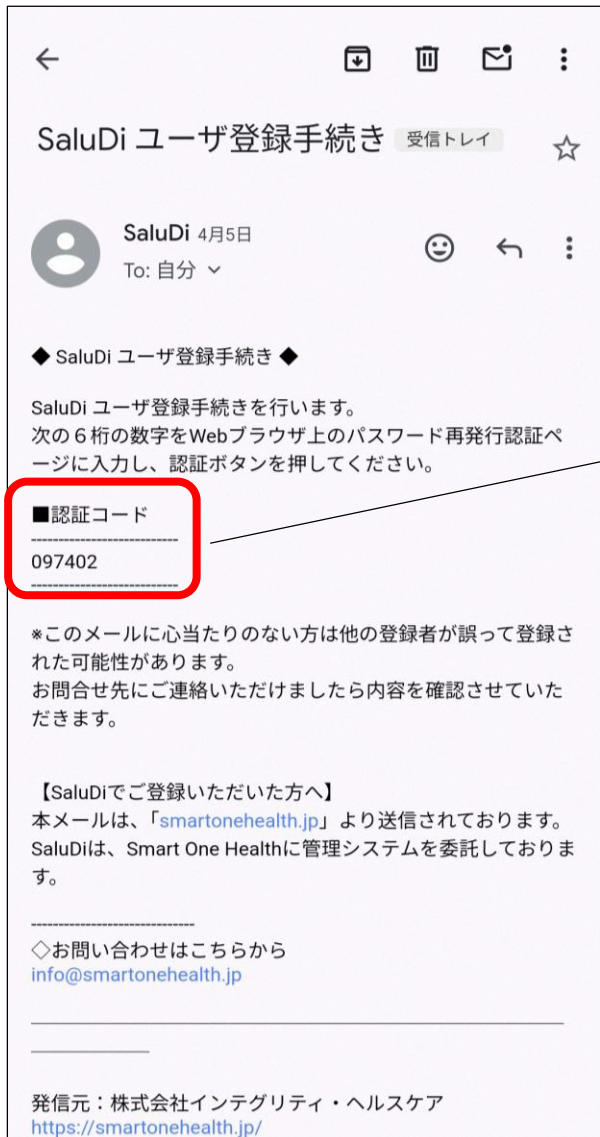 SaluDi ユーザ登録手続き 受信トレイ
SaluDi 4月5日
To: 自分
◆ SaluDi ユーザ登録手続き ◆
SaluDi ユーザ登録手続きを行います。
次の６桁の数字をWebブラウザ上のパスワード再発行認証ペ
ージに入力し、認証ボタンを押してください。
■認証コード
---------------------------
097402
---------------------------
※このメールに心当たりのない方は他の登録者が誤って登録さ
れた可能性があります。
お問合せ先にご連絡いただけましたら内容を確認させていた
だきます。
【SaluDiでご登録いただいた方へ】
本メールは、「smartonehealth.jp」より送信されております。
SaluDiは、Smart One Healthに管理システムを委託しておりま
す。
------------------------------
◇お問い合わせはこちらから
info@smartonehealth.jp
発信元：株式会社インテグリティ・ヘルスケア
https://smartonehealth.jp/